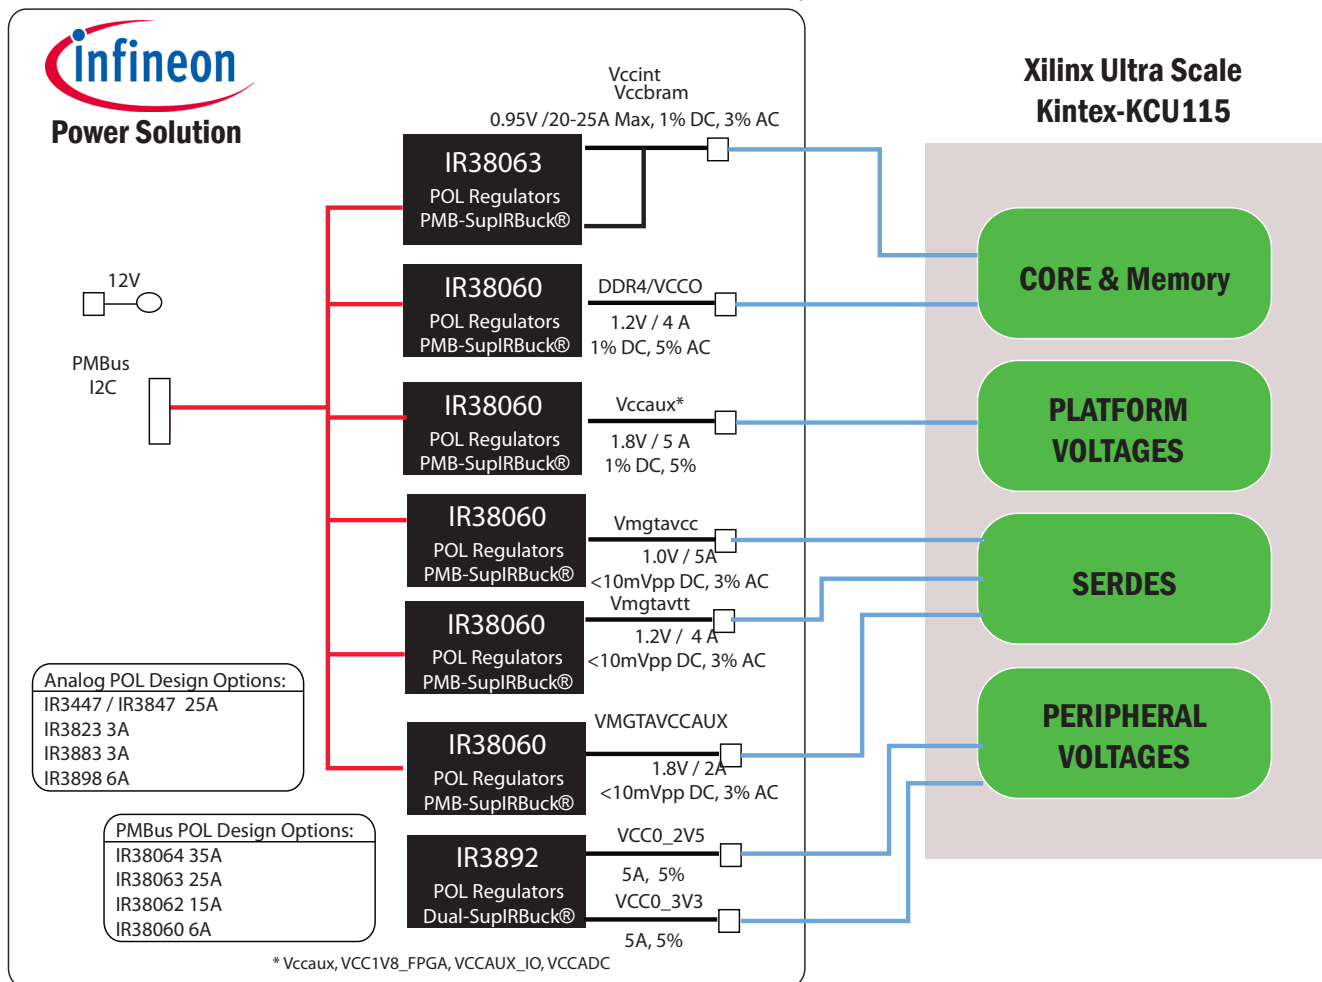 infineon
Power Solution
Vccint
Vccbram
0.95V /20-25A Max, 1% DC, 3% AC
Xilinx Ultra Scale
Kintex-KCU115
IR38063
POL Regulators
PMB-SupIRBuck®
12V
PMBus
I2C
IR38060
POL Regulators
PMB-SupIRBuck®
DDR4/VCCO
1.2V / 4 A
1% DC, 5% AC
CORE & Memory
IR38060
POL Regulators
PMB-SupIRBuck®
Vccaux*
1.8V / 5 A
1% DC, 5%
PLATFORM
VOLTAGES
IR38060
POL Regulators
PMB-SupIRBuck®
Vmgtavcc
1.0V / 5A
<10mVpp DC, 3% AC
SERDES
IR38060
POL Regulators
PMB-SupIRBuck®
Vmgtavtt
1.2V / 4 A
<10mVpp DC, 3% AC
IR38060
POL Regulators
PMB-SupIRBuck®
VMGTAVCCAUX
1.8V / 2A
<10mVpp DC, 3% AC
PERIPHERAL
VOLTAGES
Analog POL Design Options:
IR3447 / IR3847 25A
IR3823 3A
IR3883 3A
IR3898 6A
PMBus POL Design Options:
IR38064 35A
IR38063 25A
IR38062 15A
IR38060 6A
IR3892
POL Regulators
Dual-SupIRBuck®
VCC0_2V5
5A, 5%
VCC0_3V3
5A, 5%
* Vccaux, VCC1V8_FPGA, VCCAUX_IO, VCCADC